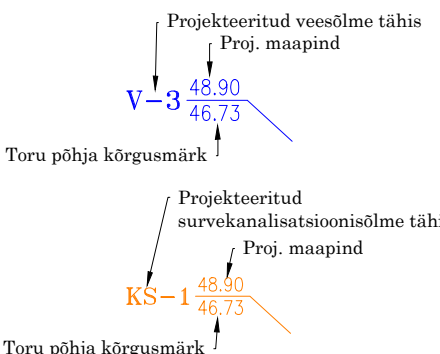 Projekteeritud veesõlme tähis
Proj. maapind
V-3 48.90
46.73
Toru põhja kõrgusmärk
Projekteeritud
survekanalisatsioonisõlme
Proj. maapind
KS-1 48.90
46.73
Toru põhja kõrgusmärk